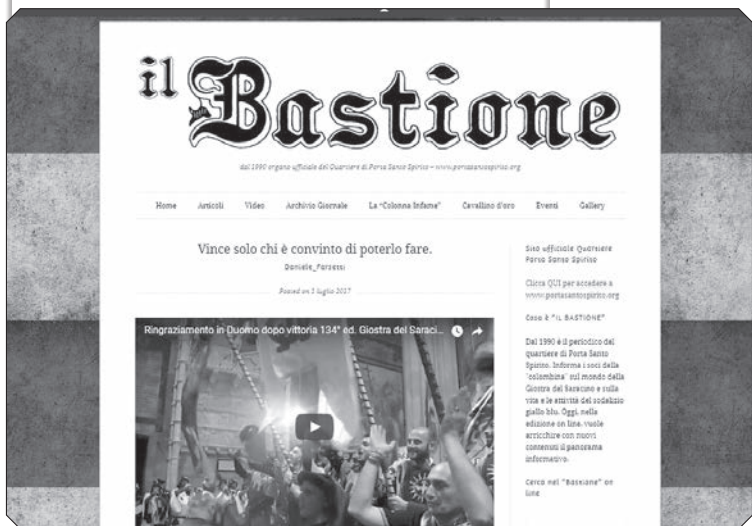 il Bastione
dal 1990 organo ufficiale del Quartiere di Porta Santo Spirito – www.portasantospirito.org
Home Articoli Video Archivio Giornale La "Colonna Infame" Cavallino d'oro Eventi Gallery
Vince solo chi è convinto di poterlo fare.
Daniele_Farsetti
Posted on 1 luglio 2017
Ringraziamento in Duomo dopo vittoria 134° ed. Giostra del Saraci...
Sito ufficiale Quartiere
Porta Santo Spirito
Clicca QUI per accedere a
www.portasantospirito.org
Cosa è "IL BASTIONE"
Dal 1990 è il periodico del
quartiere di Porta Santo
Spirito. Informa i soci della
"colombina" sul mondo della
Giostra del Saracino e sulla
vita e le attività del sodalizio
giallo blu. Oggi, nella
edizione on line, vuole
arricchire con nuovi
contenuti il panorama
informativo.
Cerca nel "Bastione" on
line